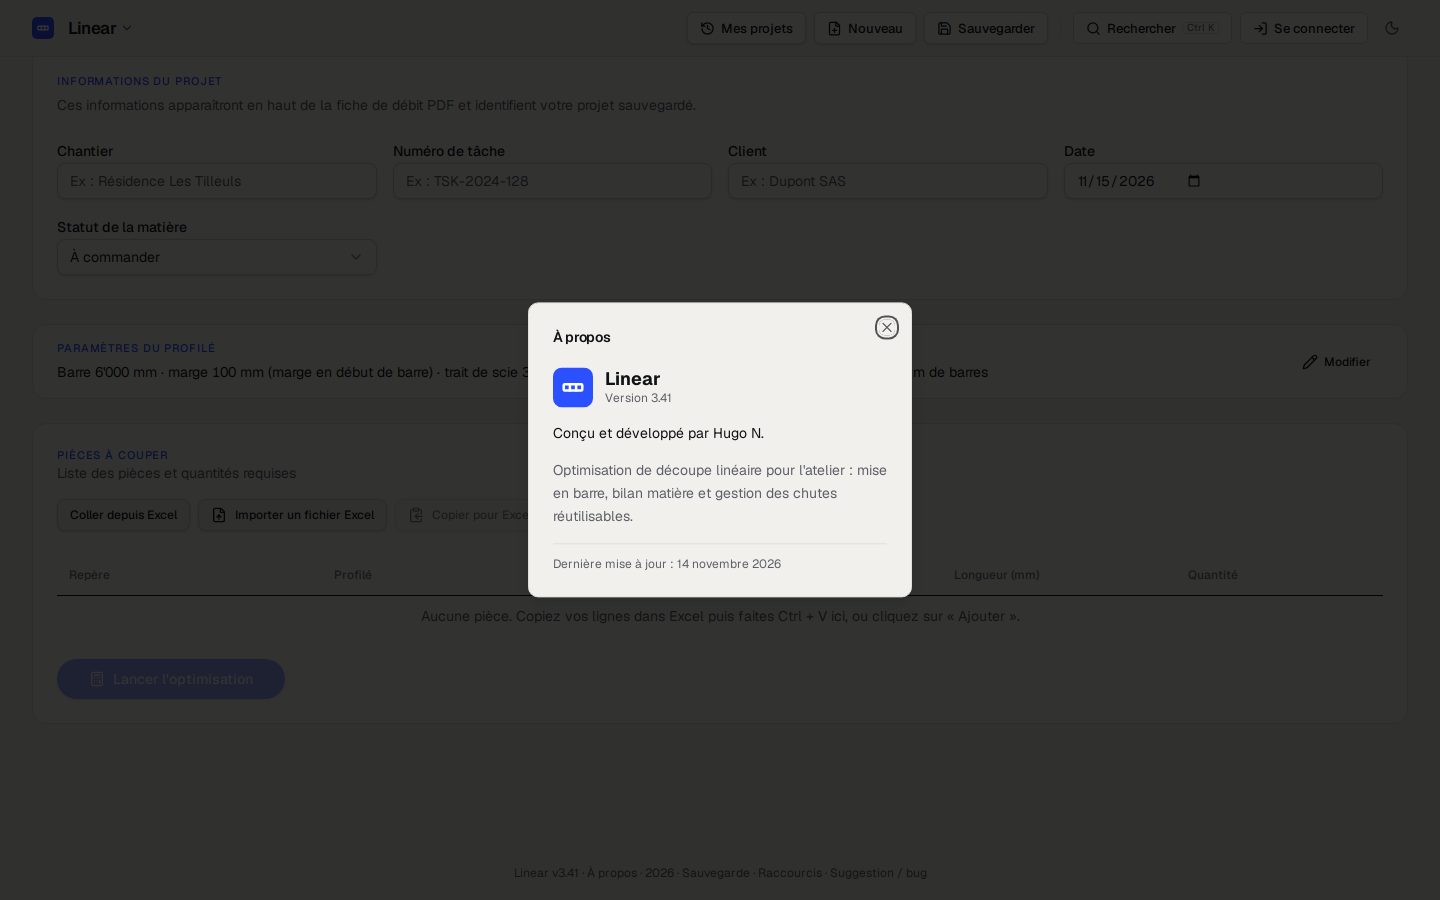 Linear
Mes projets
Nouveau
Sauvegarder
Rechercher Ctrl K
Se connecter
INFORMATIONS DU PROJET
Ces informations apparaîtront en haut de la fiche de débit PDF et identifient votre projet sauvegardé.
Chantier
Numéro de tâche
Client
Date
Ex : Résidence Les Tilleuls
Ex : TSK-2024-128
Ex : Dupont SAS
11/15/2026
Statut de la matière
À commander
PARAMÈTRES DU PROFILÉ
Barre 6'000 mm · marge 100 mm (marge en début de barre) · trait de scie
m de barres
Modifier
PIÈCES À COUPER
Liste des pièces et quantités requises
Coller depuis Excel
Importer un fichier Excel
Copier pour Exce
Repère
Profilé
Longueur (mm)
Quantité
Aucune pièce. Copiez vos lignes dans Excel puis faites Ctrl + V ici, ou cliquez sur « Ajouter ».
Lancer l'optimisation
À propos
Linear
Version 3.41
Conçu et développé par Hugo N.
Optimisation de découpe linéaire pour l'atelier : mise
en barre, bilan matière et gestion des chutes
réutilisables.
Dernière mise à jour : 14 novembre 2026
Linear v3.41 · À propos · 2026 · Sauvegarde · Raccourcis · Suggestion / bug